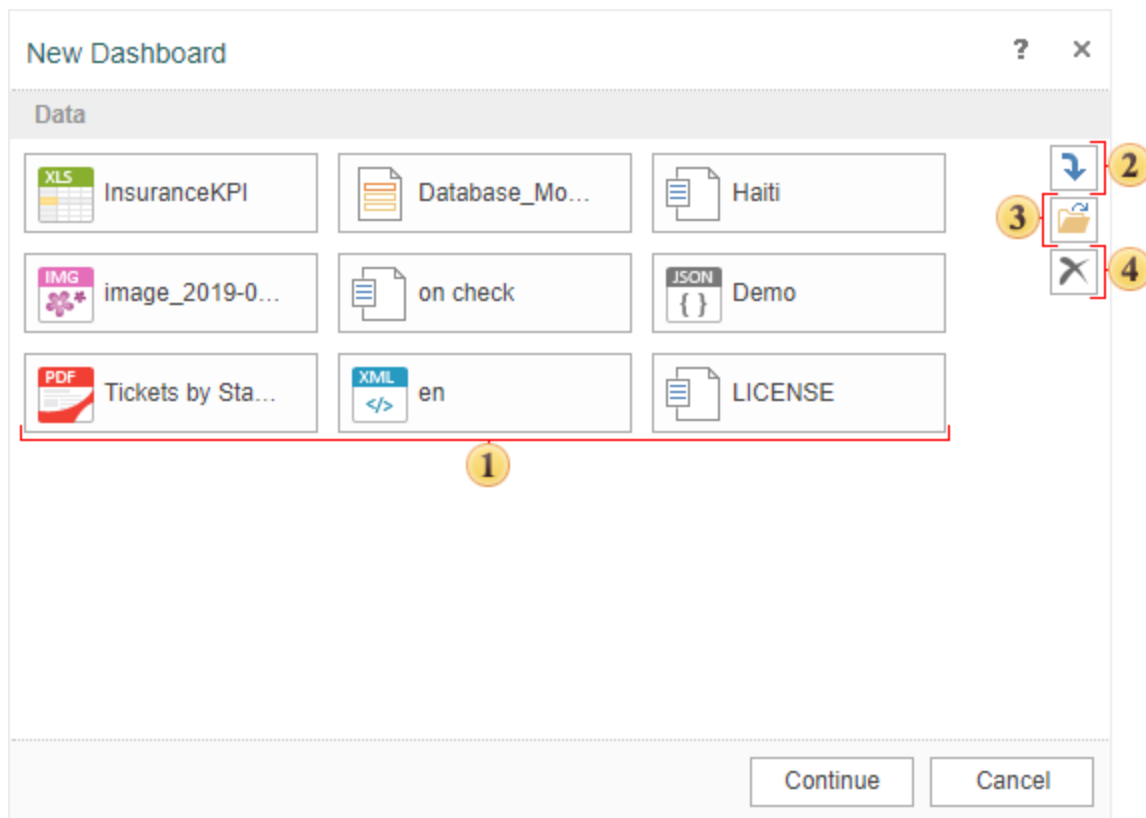 New Dashboard ? ×
Data
XLS InsuranceKPI Database_Mo... Haiti
2
3
IMG image_2019-0... on check JSON { } Demo
4
PDF Tickets by Sta... XML </> en LICENSE
1
Continue Cancel